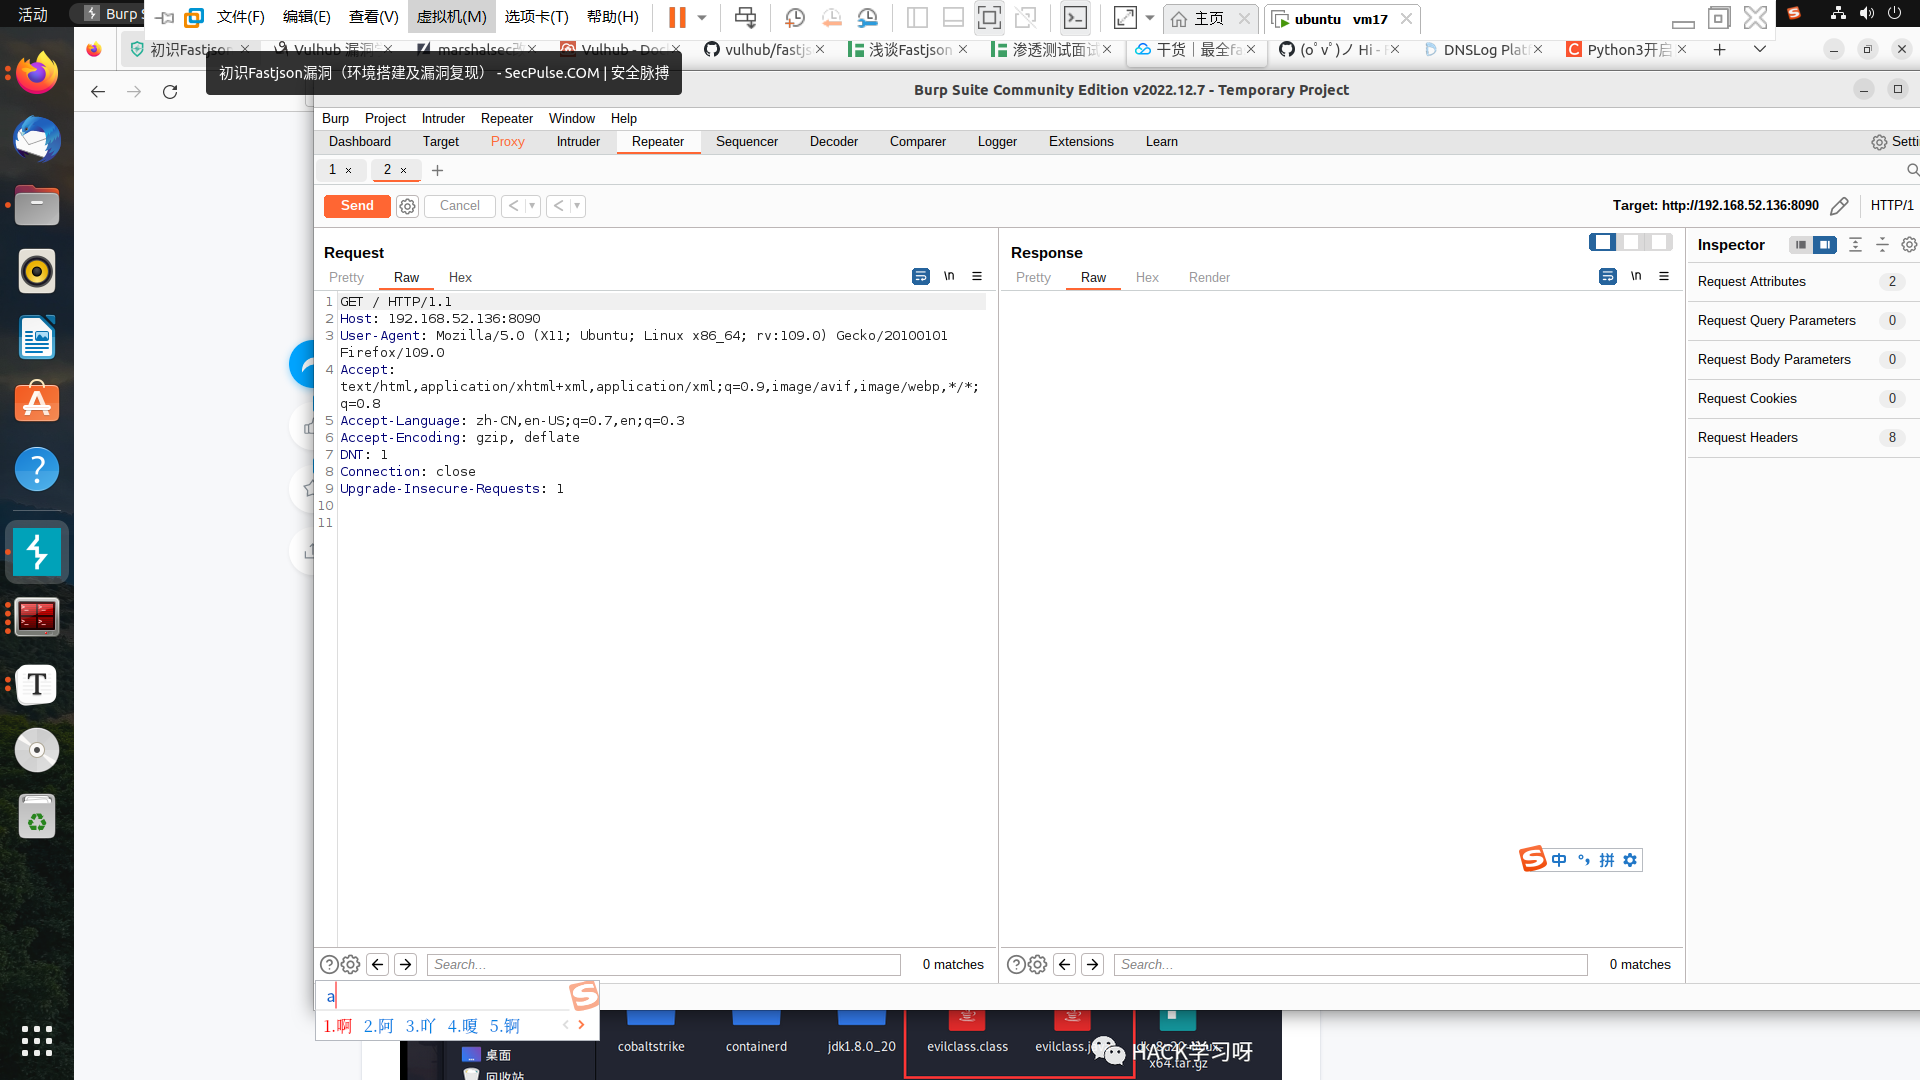 活动
Burp S
文件(F) 编辑(E) 查看(V) 虚拟机(M) 选项卡(T) 帮助(H)
主页
ubuntu vm17
初识Fastjson
Vulhub 漏洞
marshalsec改
Vulhub - Doc
vulhub/fastjs
浅谈Fastjson
渗透测试面试
干货｜最全fa
(oﾟvﾟ)ノ Hi - F
DNSLog Platf
Python3开启
初识Fastjson漏洞（环境搭建及漏洞复现） - SecPulse.COM | 安全脉搏
Burp Suite Community Edition v2022.12.7 - Temporary Project
Burp Project Intruder Repeater Window Help
Dashboard Target Proxy Intruder Repeater Sequencer Decoder Comparer Logger Extensions Learn
Setti
1 × 2 × +
Send Cancel < <
Target: http://192.168.52.136:8090
HTTP/1
Request
Pretty Raw Hex
\n
1 GET / HTTP/1.1
2 Host: 192.168.52.136:8090
3 User-Agent: Mozilla/5.0 (X11; Ubuntu; Linux x86_64; rv:109.0) Gecko/20100101
Firefox/109.0
4 Accept:
text/html,application/xhtml+xml,application/xml;q=0.9,image/avif,image/webp,*/*;
q=0.8
5 Accept-Language: zh-CN,en-US;q=0.7,en;q=0.3
6 Accept-Encoding: gzip, deflate
7 DNT: 1
8 Connection: close
9 Upgrade-Insecure-Requests: 1
10
11
Response
Pretty Raw Hex Render
\n
Inspector
Request Attributes 2
Request Query Parameters 0
Request Body Parameters 0
Request Cookies 0
Request Headers 8
中 °, 拼
Search...
0 matches
Search...
0 matches
a
1.啊 2.阿 3.吖 4.嗄 5.锕
桌面
回收站
cobaltstrike
containerd
jdk1.8.0_20
evilclass.class
evilclass.j
x64.tar.gz
HACK学习呀